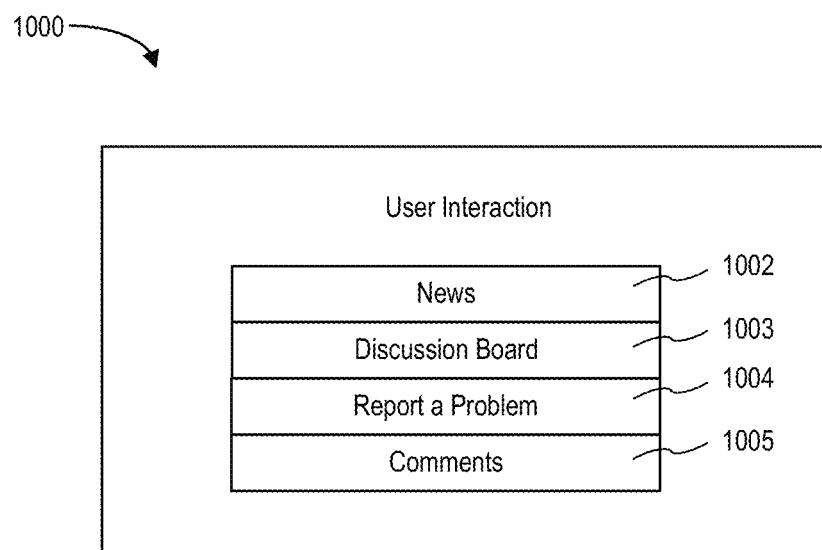 1000
User Interaction
News
1002
Discussion Board
1003
Report a Problem
1004
Comments
1005